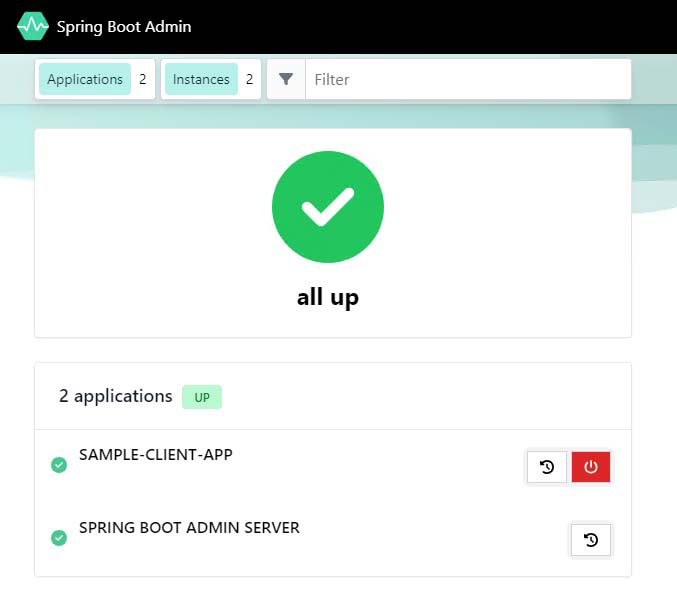 Spring Boot Admin
Applications 2 Instances 2 Filter
all up
2 applications UP
SAMPLE-CLIENT-APP
SPRING BOOT ADMIN SERVER